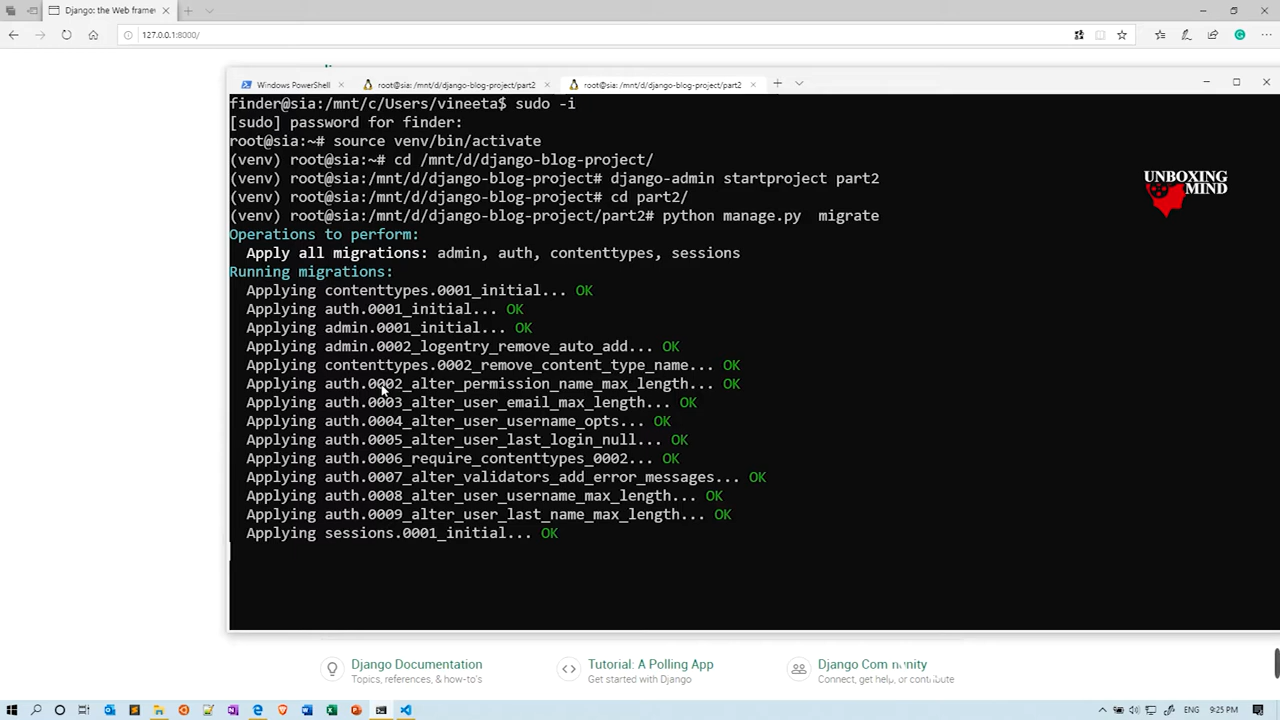 Django: the Web framew
127.0.0.1:8000/
Windows PowerShell
root@sia: /mnt/d/django-blog-project/part2
root@sia: /mnt/d/django-blog-project/part2
finder@sia:/mnt/c/Users/vineeta$ sudo -i
[sudo] password for finder:
root@sia:~# source venv/bin/activate
(venv) root@sia:~# cd /mnt/d/django-blog-project/
(venv) root@sia:/mnt/d/django-blog-project# django-admin startproject part2
(venv) root@sia:/mnt/d/django-blog-project# cd part2/
(venv) root@sia:/mnt/d/django-blog-project/part2# python manage.py  migrate
Operations to perform:
  Apply all migrations: admin, auth, contenttypes, sessions
Running migrations:
  Applying contenttypes.0001_initial... OK
  Applying auth.0001_initial... OK
  Applying admin.0001_initial... OK
  Applying admin.0002_logentry_remove_auto_add... OK
  Applying contenttypes.0002_remove_content_type_name... OK
  Applying auth.0002_alter_permission_name_max_length... OK
  Applying auth.0003_alter_user_email_max_length... OK
  Applying auth.0004_alter_user_username_opts... OK
  Applying auth.0005_alter_user_last_login_null... OK
  Applying auth.0006_require_contenttypes_0002... OK
  Applying auth.0007_alter_validators_add_error_messages... OK
  Applying auth.0008_alter_user_username_max_length... OK
  Applying auth.0009_alter_user_last_name_max_length... OK
  Applying sessions.0001_initial... OK
UNBOXING
MIND
Django Documentation
Topics, references, & how-to's
Tutorial: A Polling App
Get started with Django
Django Community
Connect, get help, or contribute
9:25 PM